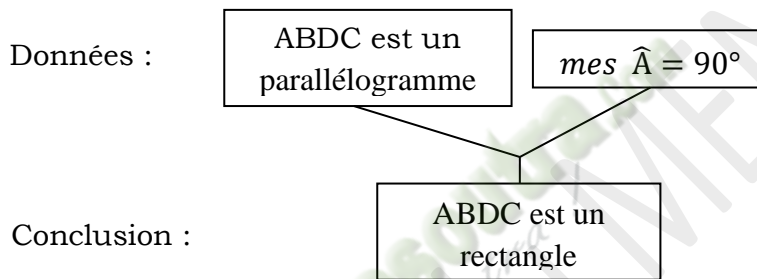 Données :
ABDC est un
parallélogramme
mes Â = 90°
Conclusion :
ABDC est un
rectangle